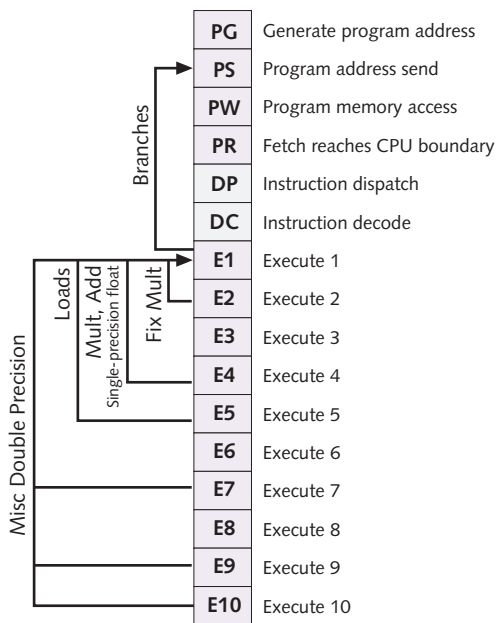 PG Generate program address
PS Program address send
PW Program memory access
PR Fetch reaches CPU boundary
DP Instruction dispatch
DC Instruction decode
E1 Execute 1
E2 Execute 2
E3 Execute 3
E4 Execute 4
E5 Execute 5
E6 Execute 6
E7 Execute 7
E8 Execute 8
E9 Execute 9
E10 Execute 10
Branches
Misc Double Precision
Loads
Mult, Add
Single-precision float
Fix Mult